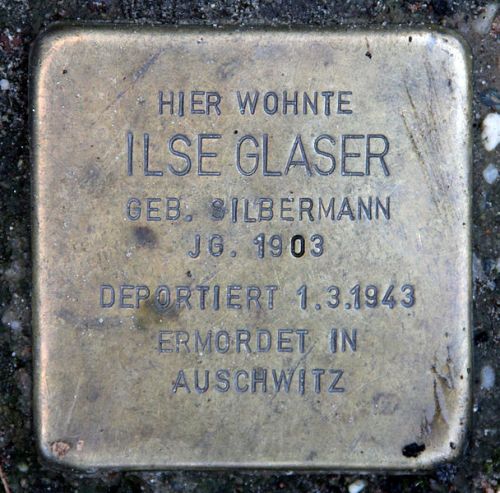 HIER WOHNTE
ILSE GLASER
GEB. SILBERMANN
JG. 1903
DEPORTIERT 1.3.1943
ERMORDET IN
AUSCHWITZ